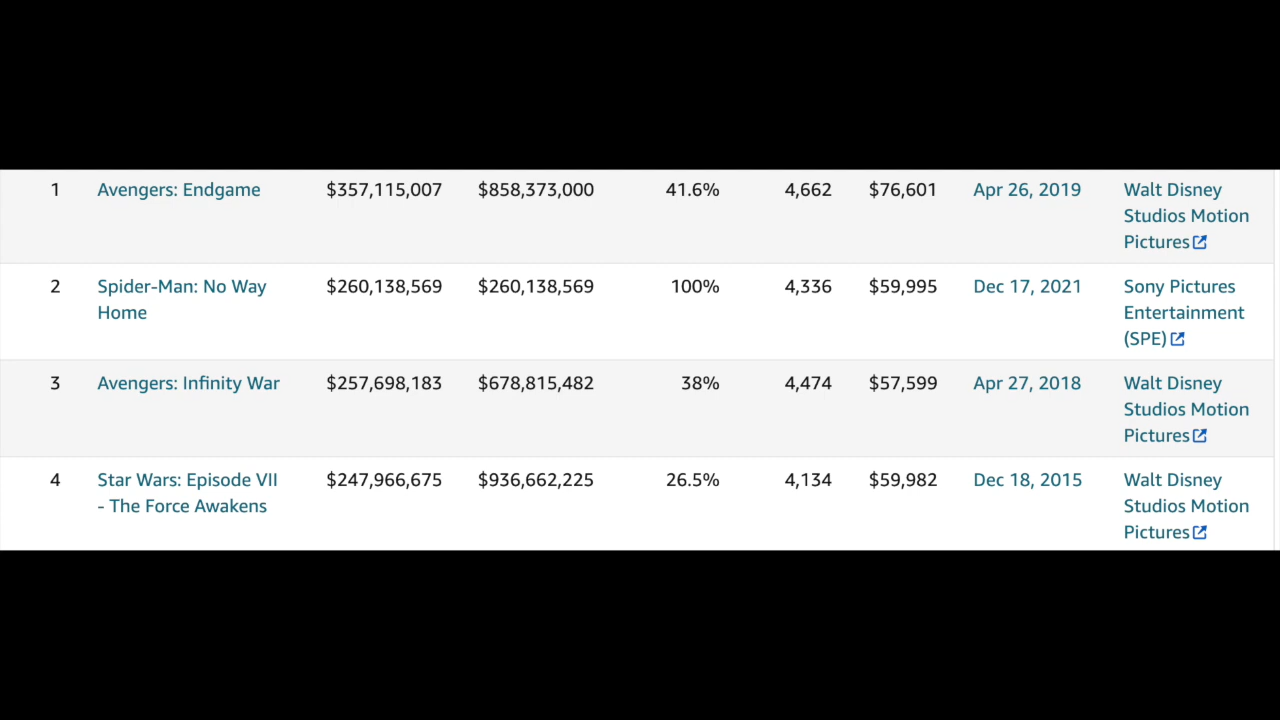 1 Avengers: Endgame $357,115,007 $858,373,000 41.6% 4,662 $76,601 Apr 26, 2019 Walt Disney
Studios Motion
Pictures
2 Spider-Man: No Way $260,138,569 $260,138,569 100% 4,336 $59,995 Dec 17, 2021 Sony Pictures
Home Entertainment
(SPE)
3 Avengers: Infinity War $257,698,183 $678,815,482 38% 4,474 $57,599 Apr 27, 2018 Walt Disney
Studios Motion
Pictures
4 Star Wars: Episode VII $247,966,675 $936,662,225 26.5% 4,134 $59,982 Dec 18, 2015 Walt Disney
- The Force Awakens Studios Motion
Pictures